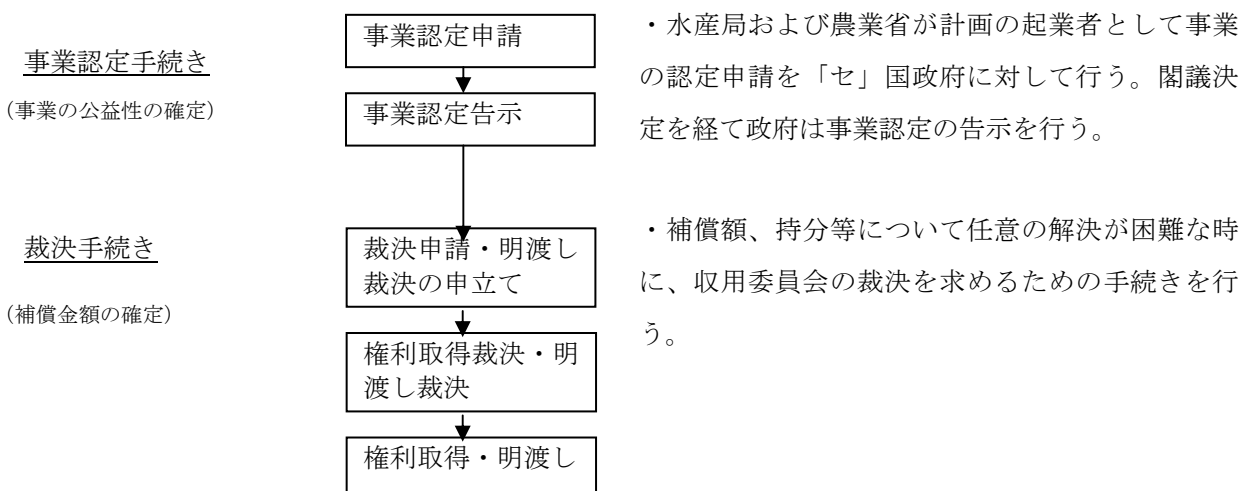 事業認定手続き
(事業の公益性の確定)
事業認定申請
事業認定告示
・水産局および農業省が計画の起業者として事業
の認定申請を「セ」国政府に対して行う。閣議決
定を経て政府は事業認定の告示を行う。
裁決手続き
(補償金額の確定)
裁決申請・明渡し
裁決の申立て
権利取得裁決・明
渡し裁決
権利取得・明渡し
・補償額、持分等について任意の解決が困難な時
に、収用委員会の裁決を求めるための手続きを行
う。